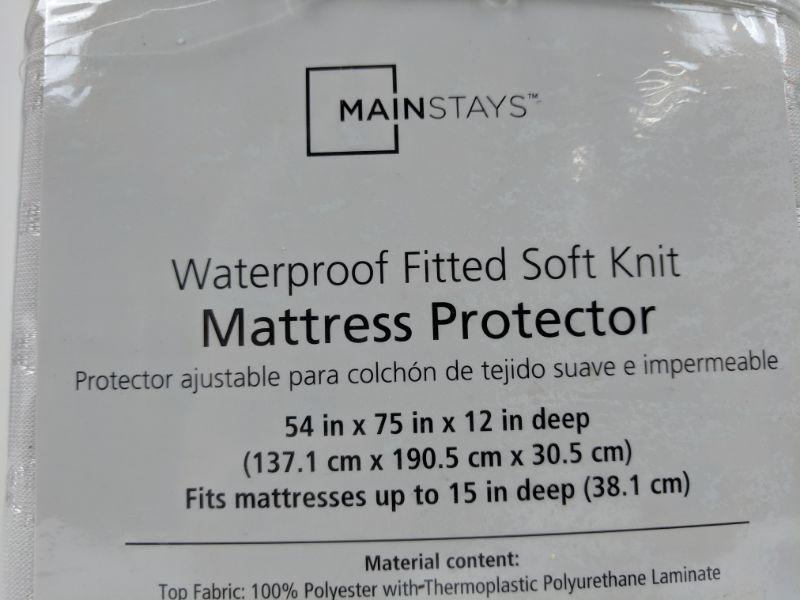 MAINSTAYS™
Waterproof Fitted Soft Knit
Mattress Protector
Protector ajustable para colchón de tejido suave e impermeable
54 in x 75 in x 12 in deep
(137.1 cm x 190.5 cm x 30.5 cm)
Fits mattresses up to 15 in deep (38.1 cm)
Material content:
Top Fabric: 100% Polyester with Thermoplastic Polyurethane Laminate